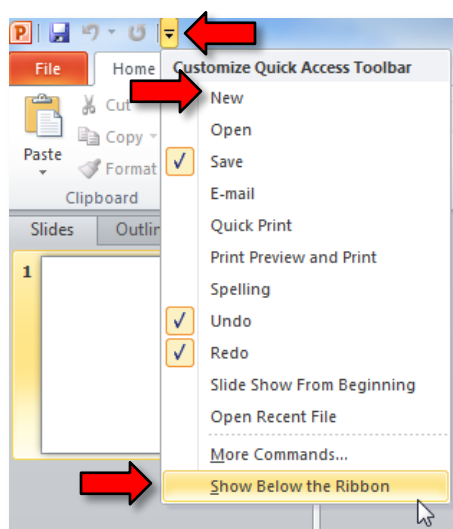 P
File Home Customize Quick Access Toolbar
Cut
New
Copy
Open
Paste
Format
Save
Clipboard
E-mail
Slides
Quick Print
Print Preview and Print
1
Spelling
Undo
Redo
Slide Show From Beginning
Open Recent File
More Commands...
Show Below the Ribbon